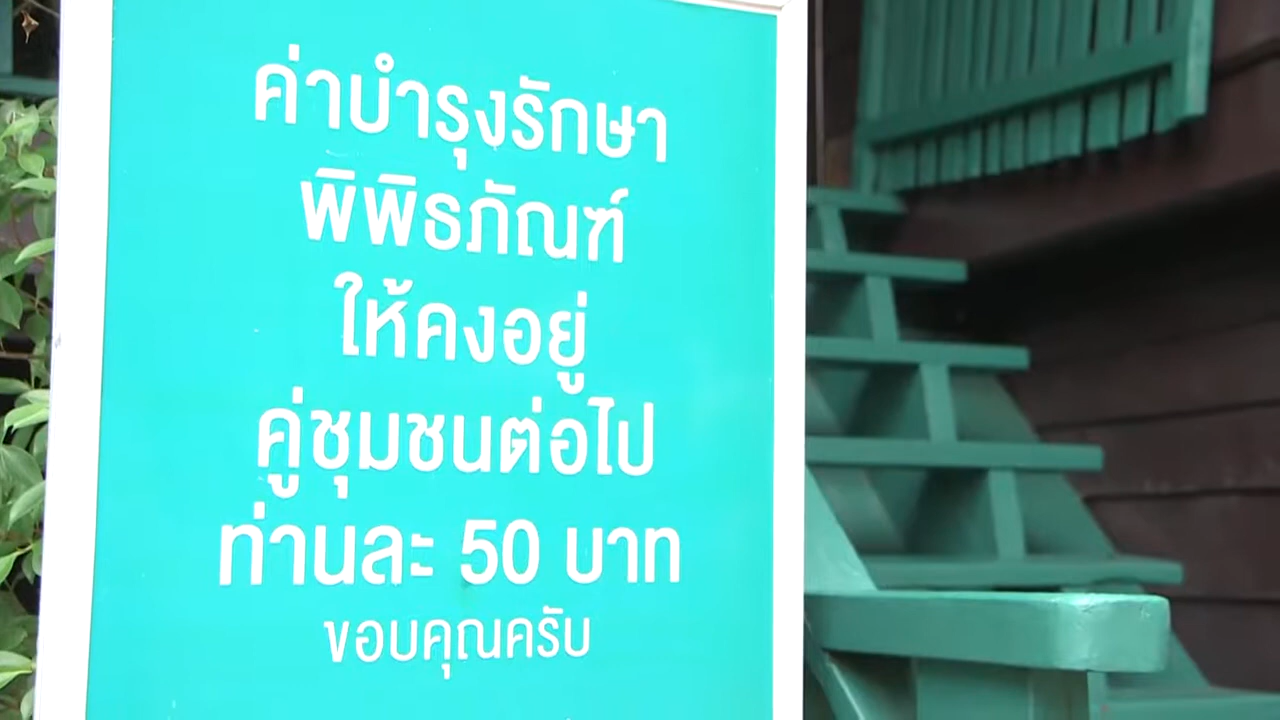 ค่าบำรุงรักษา
พิพิธภัณฑ์
ให้คงอยู่
คู่ชุมชนต่อไป
ท่านละ 50 บาท
ขอบคุณครับ